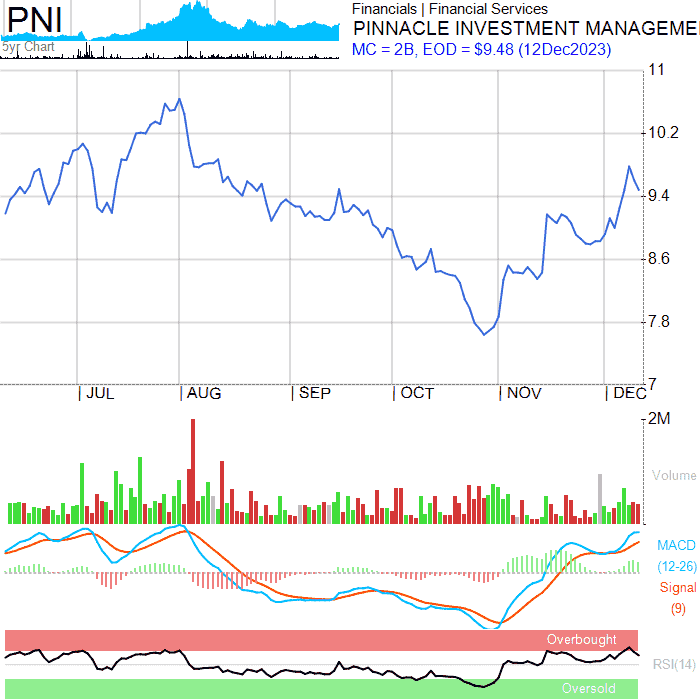 PNI
5yr Chart
Financials | Financial Services
PINNACLE INVESTMENT MANAGEME
MC = 2B, EOD = $9.48 (12Dec2023)
11
10.2
9.4
8.6
7.8
7
| JUL | AUG | SEP | OCT | NOV | DEC
2M
Volume
MACD
(12-26)
Signal
(9)
Overbought
RSI(14)
Oversold